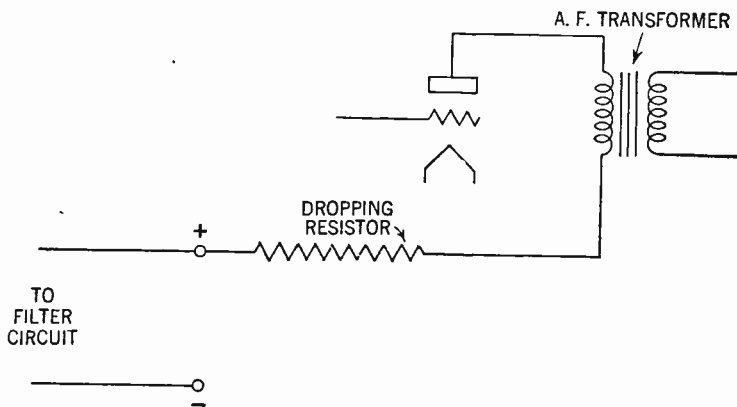 A. F. TRANSFORMER
DROPPING
RESISTOR
+
TO
FILTER
CIRCUIT
-